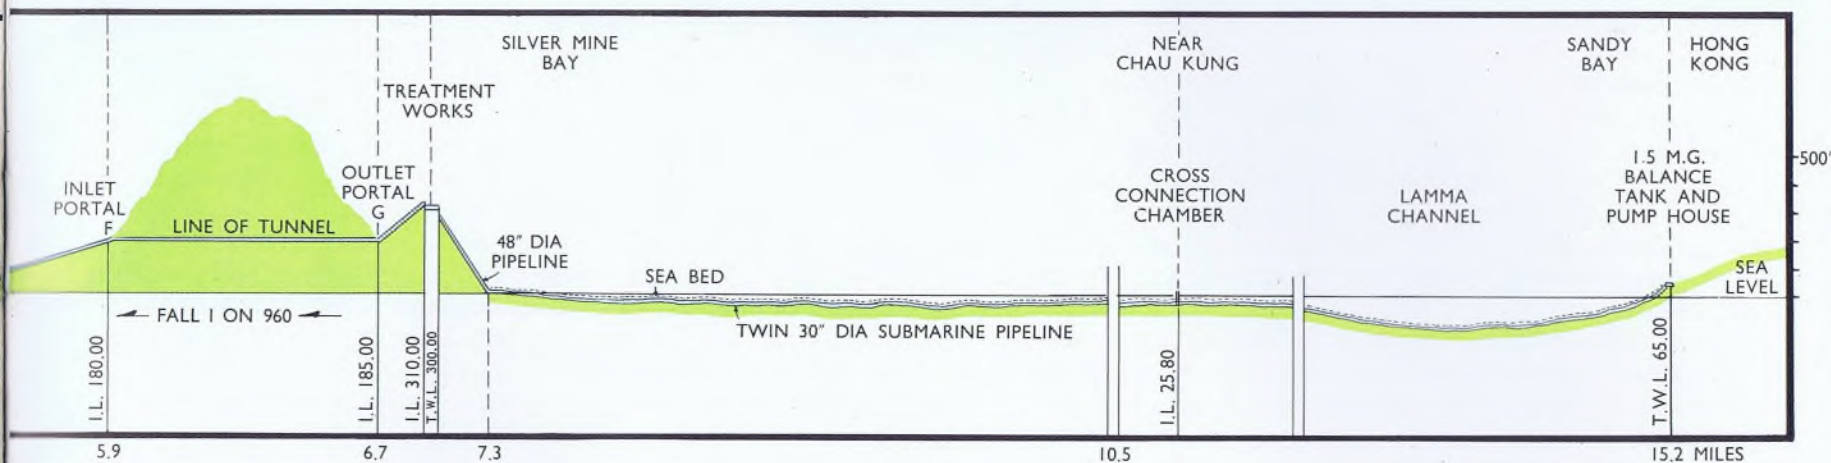 SILVER MINE
BAY
NEAR
CHAU KUNG
SANDY
BAY
HONG
KONG
TREATMENT
WORKS
INLET
PORTAL
F
OUTLET
PORTAL
G
LINE OF TUNNEL
48" DIA
PIPELINE
SEA BED
CROSS
CONNECTION
CHAMBER
LAMMA
CHANNEL
1.5 M.G.
BALANCE
TANK AND
PUMP HOUSE
500'
SEA
LEVEL
FALL 1 ON 960
TWIN 30" DIA SUBMARINE PIPELINE
I.L. 180.00
I.L. 185.00
I.L. 310.00
T.W.L. 300.00
I.L. 25.80
T.W.L. 65.00
5.9
6.7
7.3
10.5
15.2 MILES